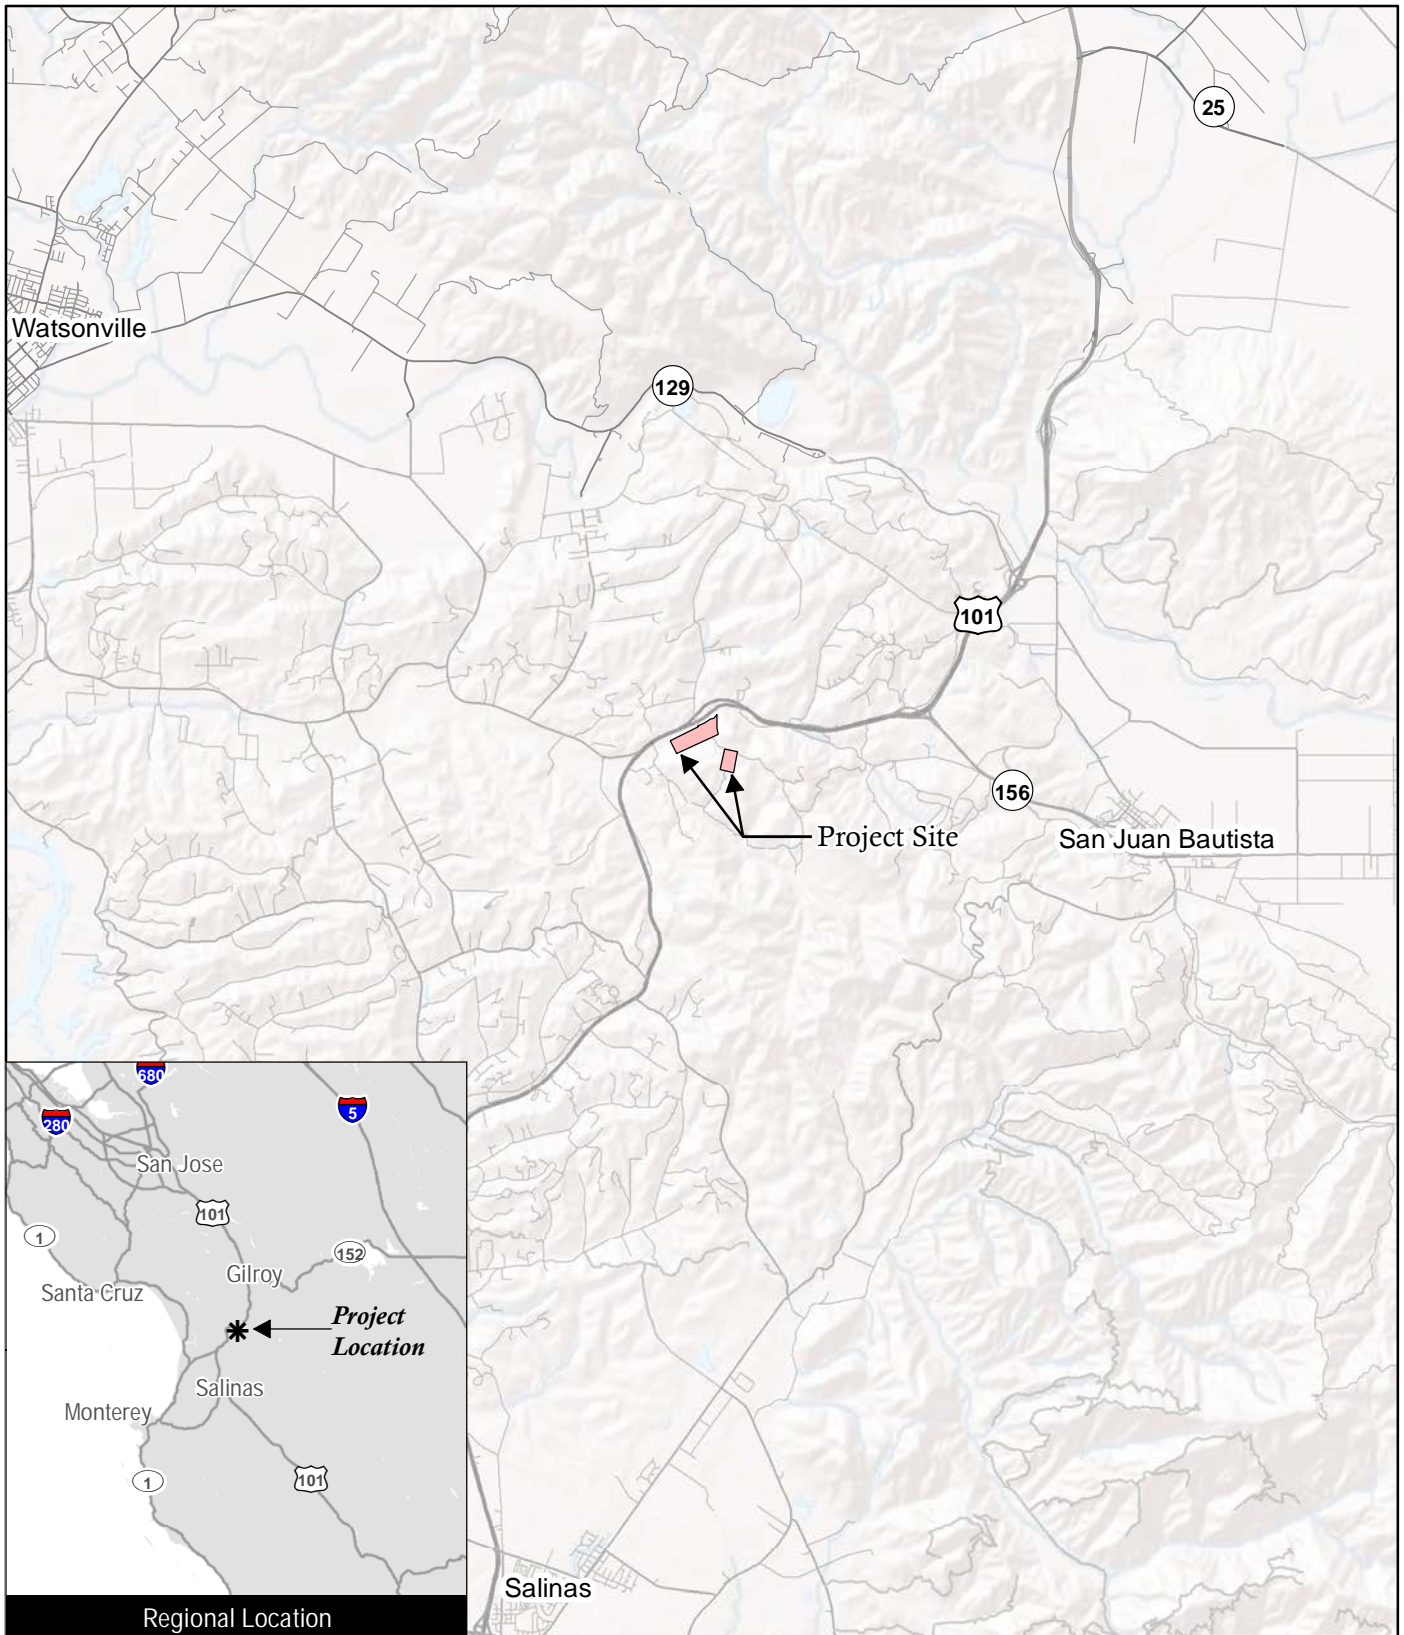 25
Watsonville
129
101
156
Project Site
San Juan Bautista
680
5
280
San Jose
101
1
152
Gilroy
Santa Cruz
Project
Location
Salinas
Monterey
101
1
Salinas
Regional Location